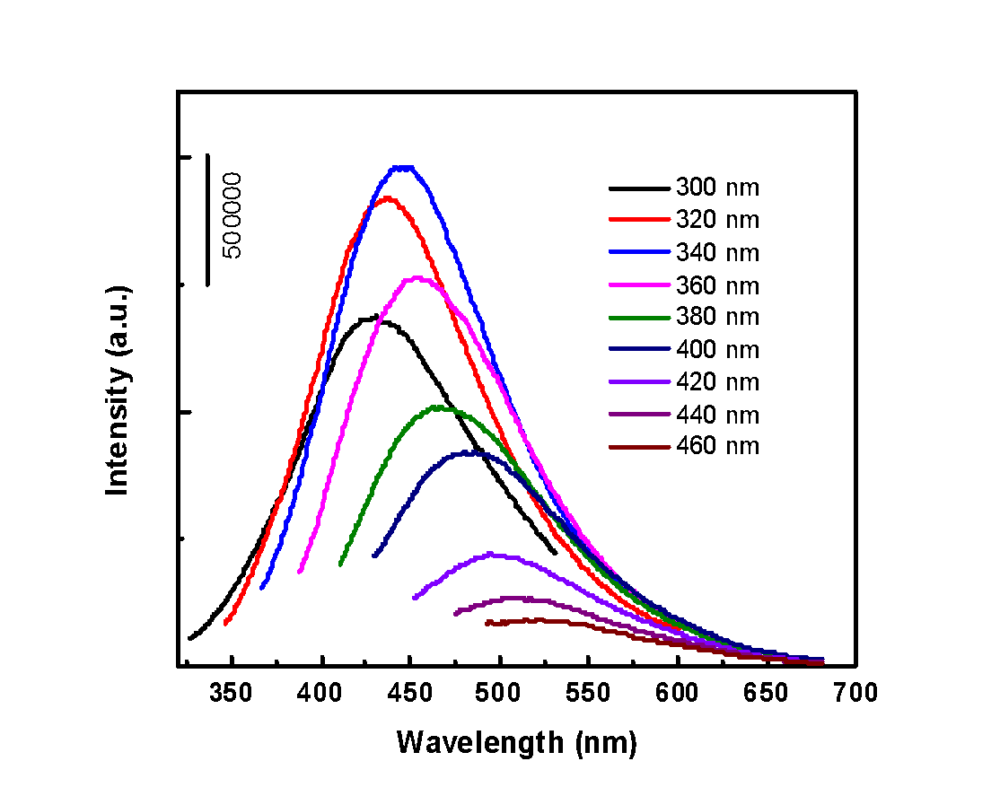 500000
300 nm
320 nm
340 nm
360 nm
380 nm
400 nm
420 nm
440 nm
460 nm
Intensity (a.u.)
350 400 450 500 550 600 650 700
Wavelength (nm)